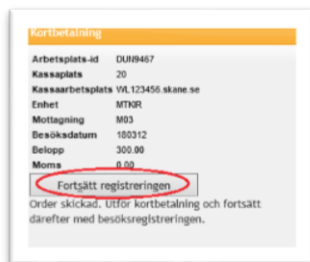 Kortbetalning
Arbetsplats-id DUN9467
Kassaplats 20
Kassaarbetsplats WL123456.skane.se
Enhet MTKIR
Mottagning M03
Besöksdatum 180312
Belopp 300.00
Moms 0.00
Fortsätt registreringen
Order skickad. Utför kortbetalning och fortsätt
därefter med besöksregistreringen.